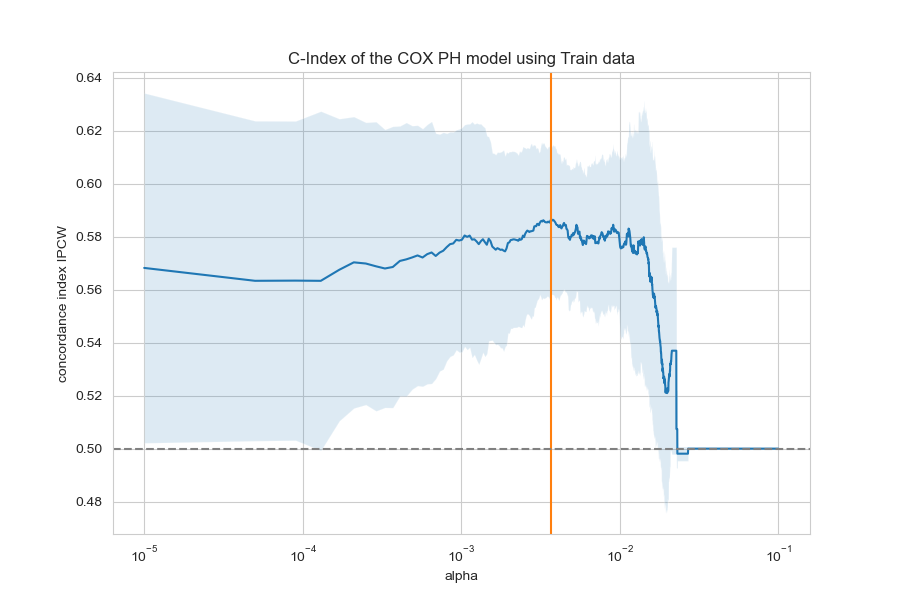 C-Index of the COX PH model using Train data
concordance index IPCW
0.64
0.62
0.60
0.58
0.56
0.54
0.52
0.50
0.48
10⁻⁵ 10⁻⁴ 10⁻³ 10⁻² 10⁻¹
alpha